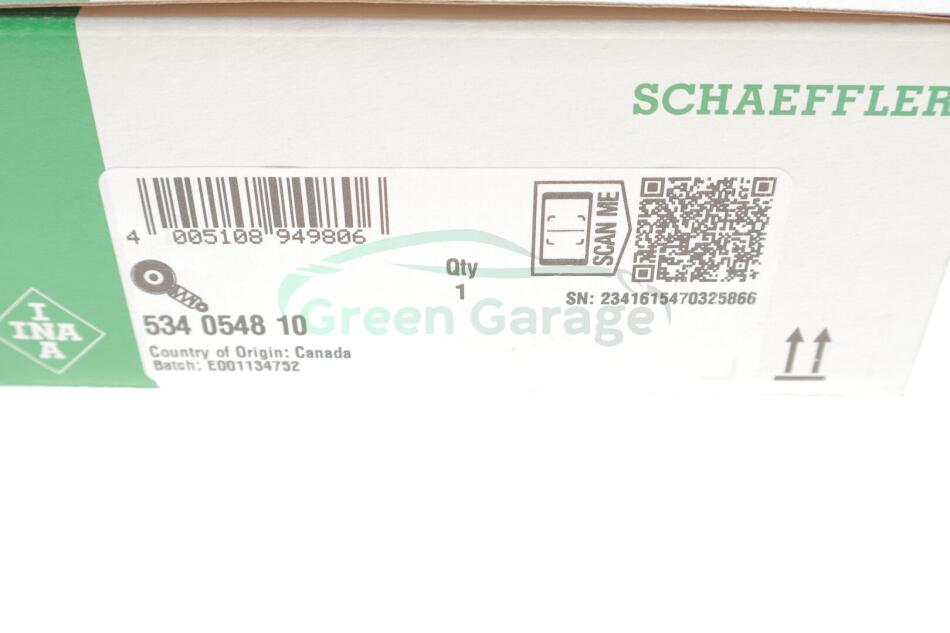 SCHAEFFLER
4 005108 949806
SCAN ME
Qty
1
SN: 2341615470325866
534 0548 10
Green Garage
Country of Origin: Canada
Batch: E001134752
I
INA
A